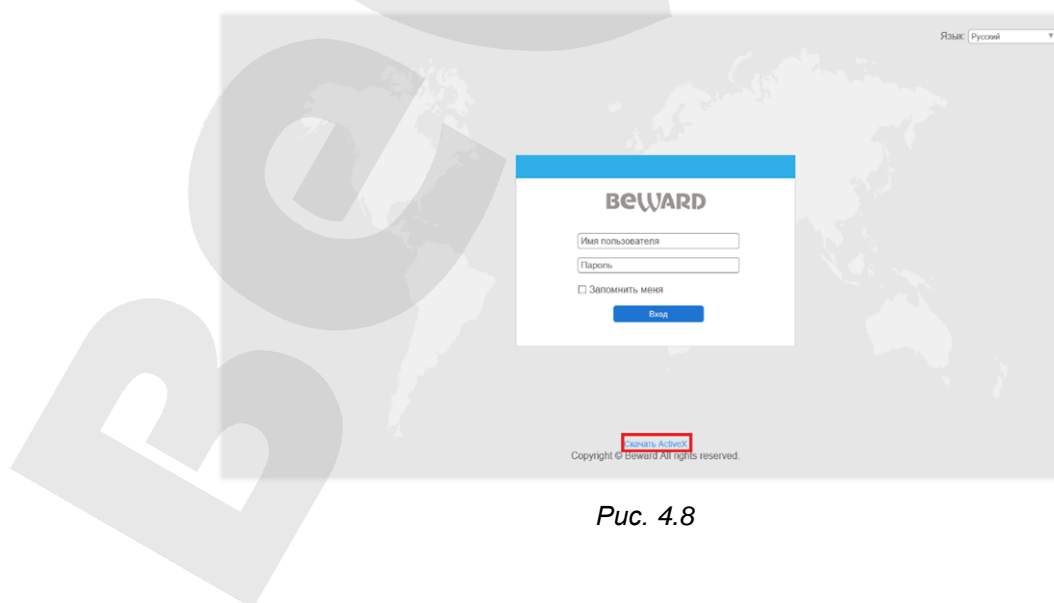 Язык: Русский
BEWARD
Имя пользователя
Пароль
Запомнить меня
Вход
Скачать ActiveX
Copyright © Beward All rights reserved.
Рис. 4.8
Be